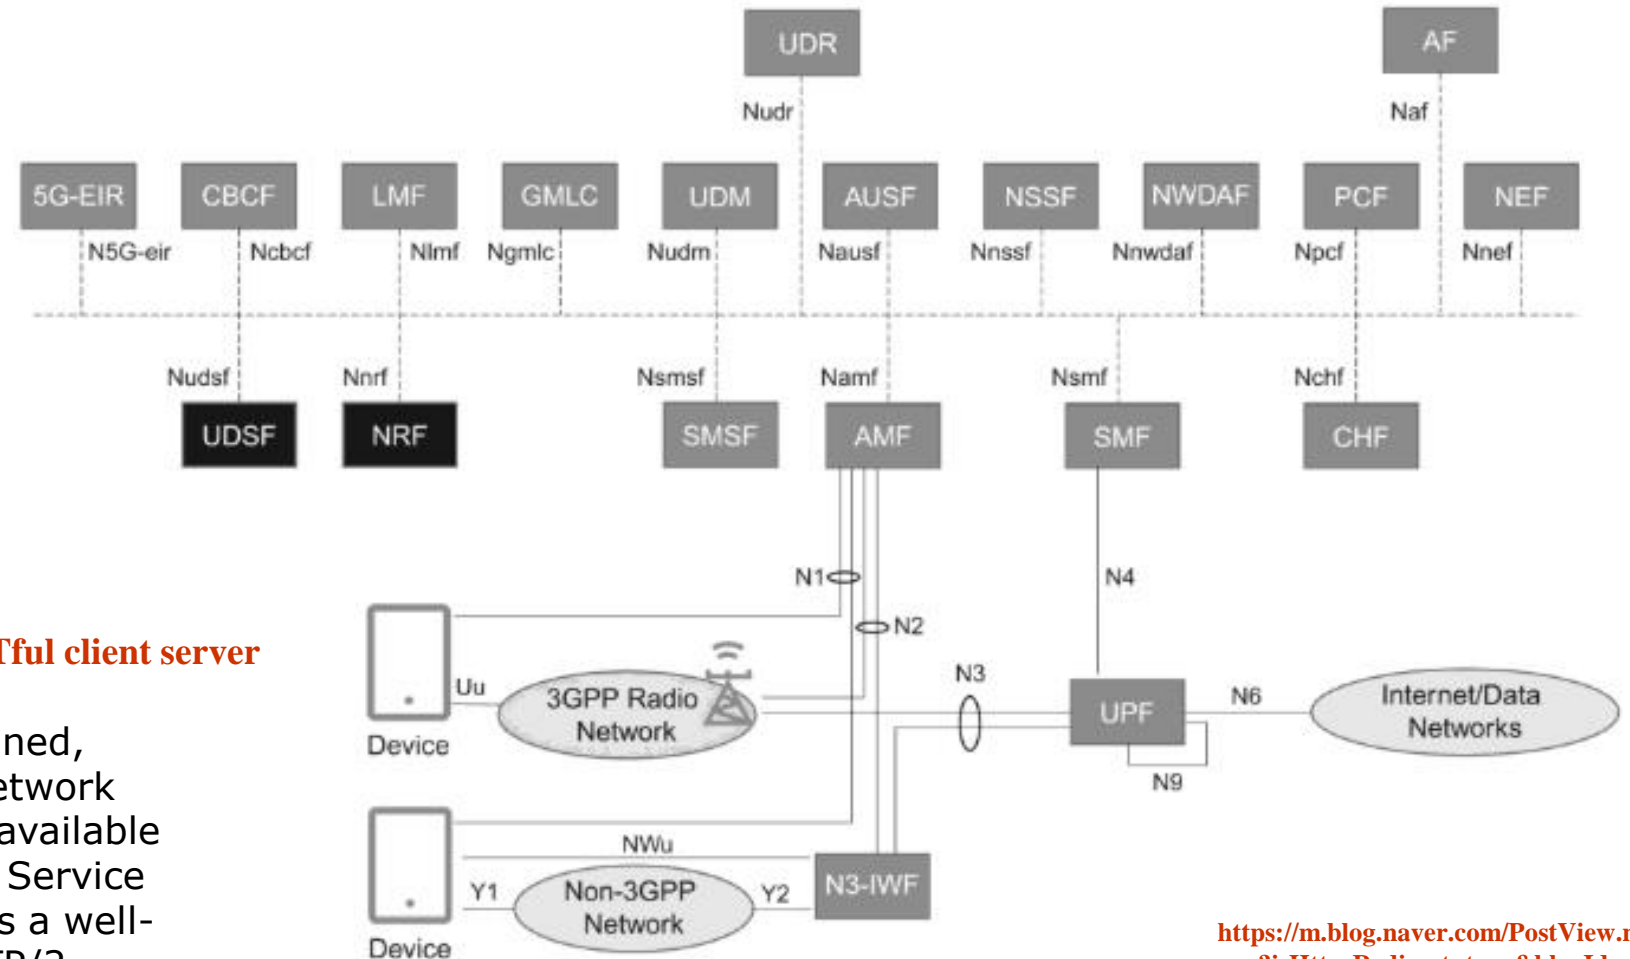 UDR
AF
Nudr
Naf
5G-EIR
CBCF
LMF
GMLC
UDM
AUSF
NSSF
NWDAF
PCF
NEF
N5G-eir
Ncbcf
Nlmf
Ngmlc
Nudm
Nausf
Nnssf
Nnwdaf
Npcf
Nnef
Nudsf
Nnrf
Nsmsf
Namf
Nsmf
Nchf
UDSF
NRF
SMSF
AMF
SMF
CHF
N1
N4
N2
Tful client server
Uu
3GPP Radio
Network
N3
UPF
N6
Internet/Data
Networks
Device
N9
ned,
etwork
available
Service
s a well-
NWu
Y1
Non-3GPP
Network
Y2
N3-IWF
Device
https://m.blog.naver.com/PostView.n